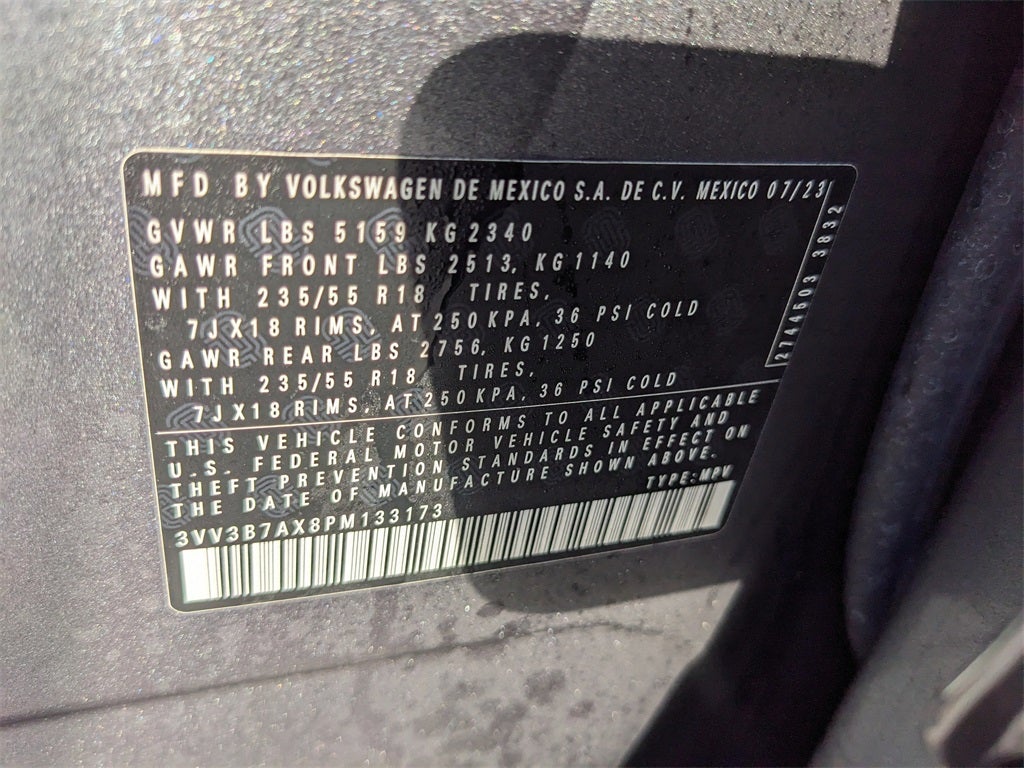 MFD BY VOLKSWAGEN DE MEXICO S.A. DE C.V. MEXICO 07/23
GVWR LBS 5159 KG 2340
GAWR FRONT LBS 2513, KG 1140
WITH 235/55 R18 TIRES,
7JX18 RIMS, AT 250 KPA, 36 PSI COLD
GAWR REAR LBS 2756, KG 1250
WITH 235/55 R18 TIRES,
7JX18 RIMS, AT 250 KPA, 36 PSI COLD
2744503 3832
THIS VEHICLE CONFORMS TO ALL APPLICABLE
U.S. FEDERAL MOTOR VEHICLE SAFETY AND
THEFT PREVENTION STANDARDS IN EFFECT ON
THE DATE OF MANUFACTURE SHOWN ABOVE.
TYPE: MPV
3VV3B7AX8PM133173